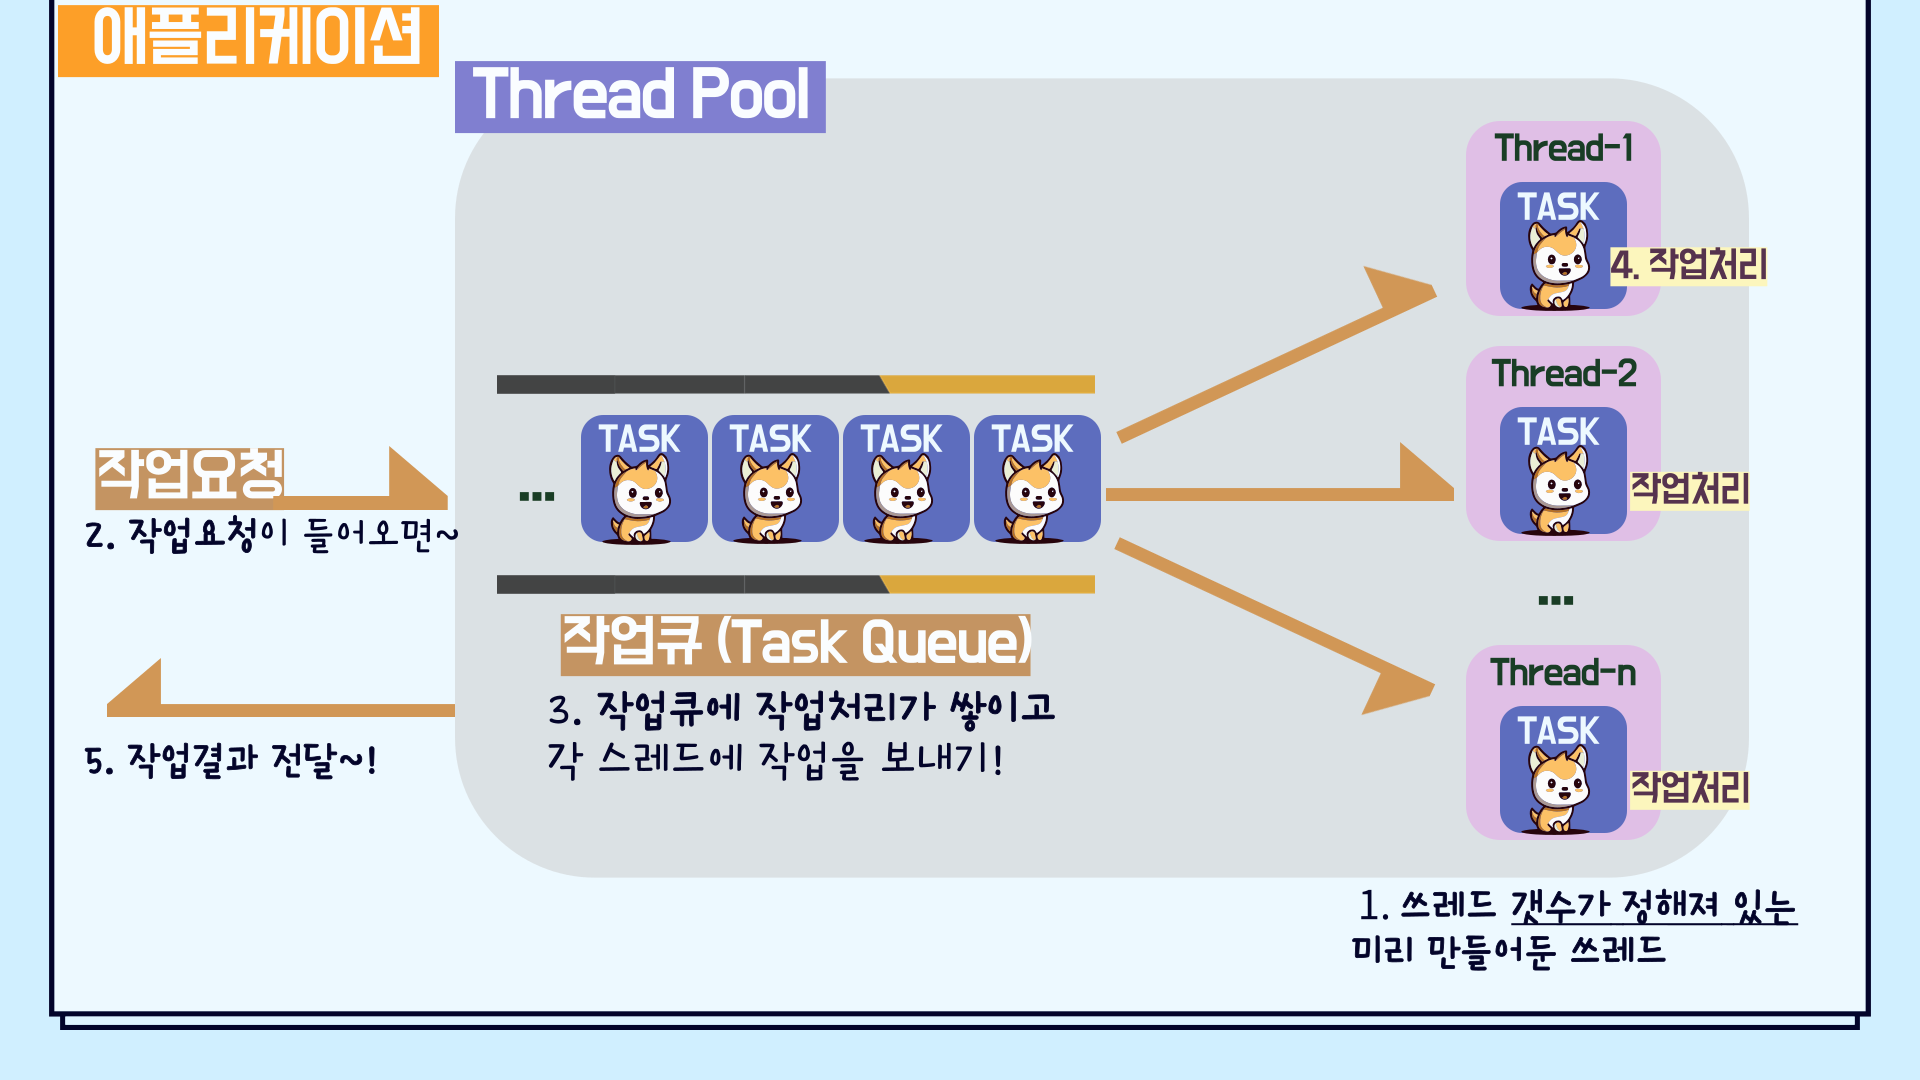 애플리케이션
Thread Pool
Thread-1
TASK
4. 작업처리
Thread-2
TASK
작업처리
...
Thread-n
TASK
작업처리
작업요청
2. 작업요청이 들어오면~
... TASK TASK TASK TASK
작업큐 (Task Queue)
3. 작업큐에 작업처리가 쌓이고
각 스레드에 작업을 보내기!
5. 작업결과 전달~!
1. 쓰레드 갯수가 정해져 있는
미리 만들어둔 쓰레드